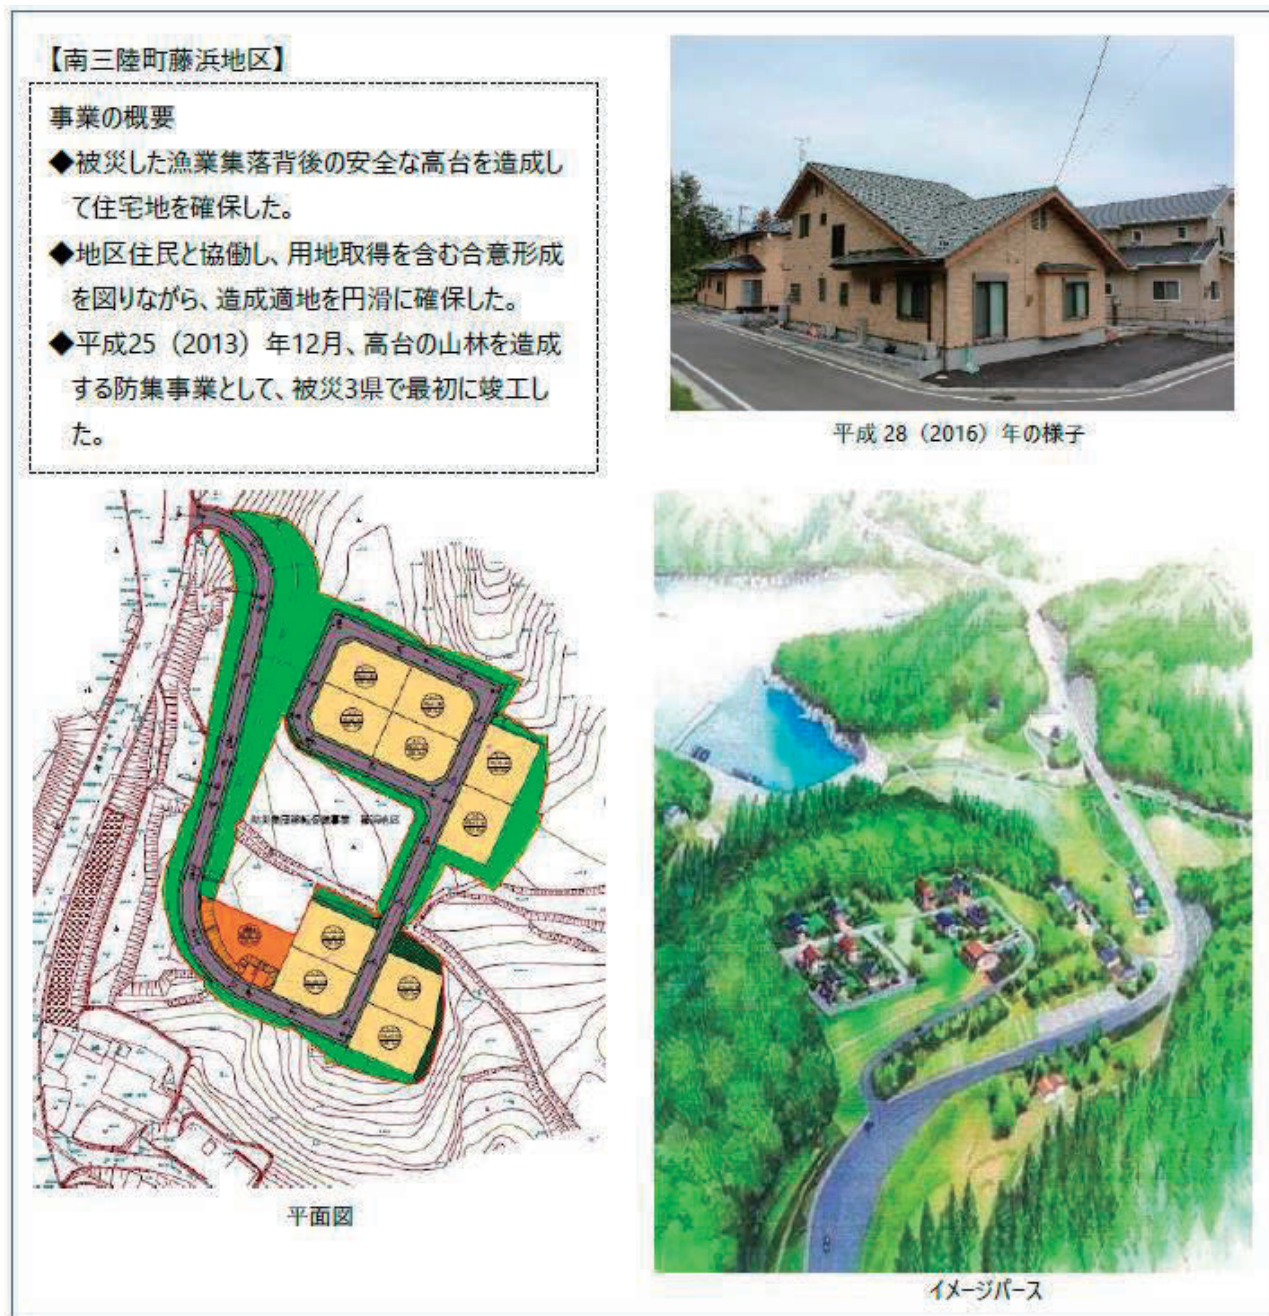 【南三陸町藤浜地区】
事業の概要
◆被災した漁業集落背後の安全な高台を造成し
て住宅地を確保した。
◆地区住民と協働し、用地取得を含む合意形成
を図りながら、造成適地を円滑に確保した。
◆平成25（2013）年12月、高台の山林を造成
する防集事業として、被災3県で最初に竣工し
た。
平成 28（2016）年の様子
平面図
イメージパース